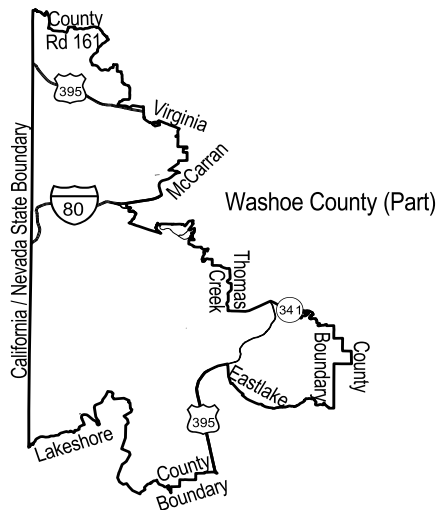 County
Rd 161
395
Virginia
McCarran
80
Washoe County (Part)
California / Nevada State Boundary
Thomas
Creek
341
County
Boundary
Eastlake
395
Lakeshore
County
Boundary